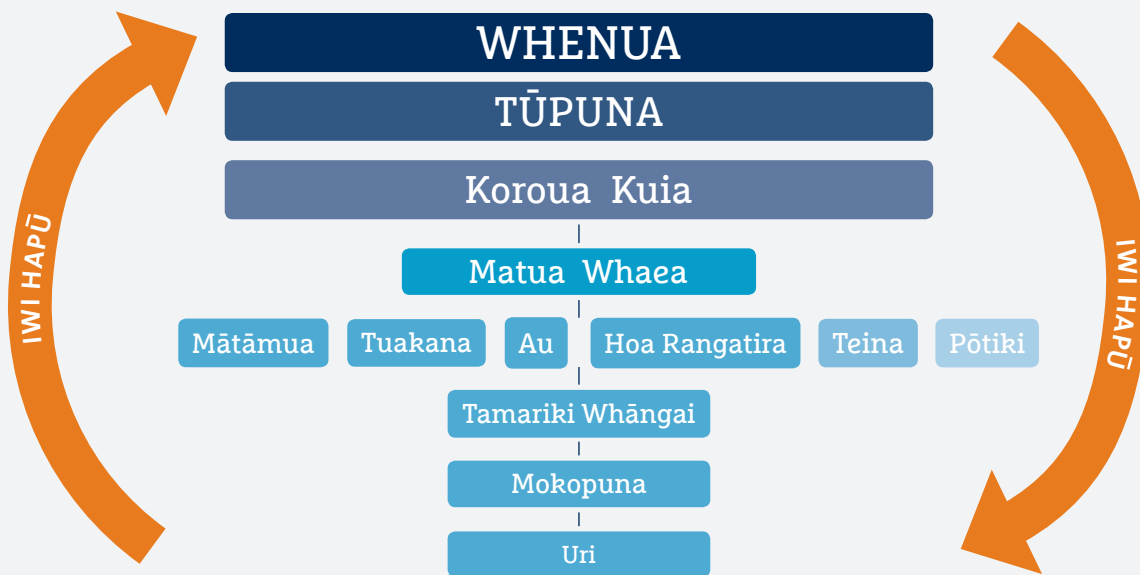 WHENUA
TŪPUNA
Koroua Kuia
IWI HAPŪ
IWI HAPŪ
Matua Whaea
Mātāmua Tuakana Au Hoa Rangatira Teina Pōtiki
Tamariki Whāngai
Mokopuna
Uri